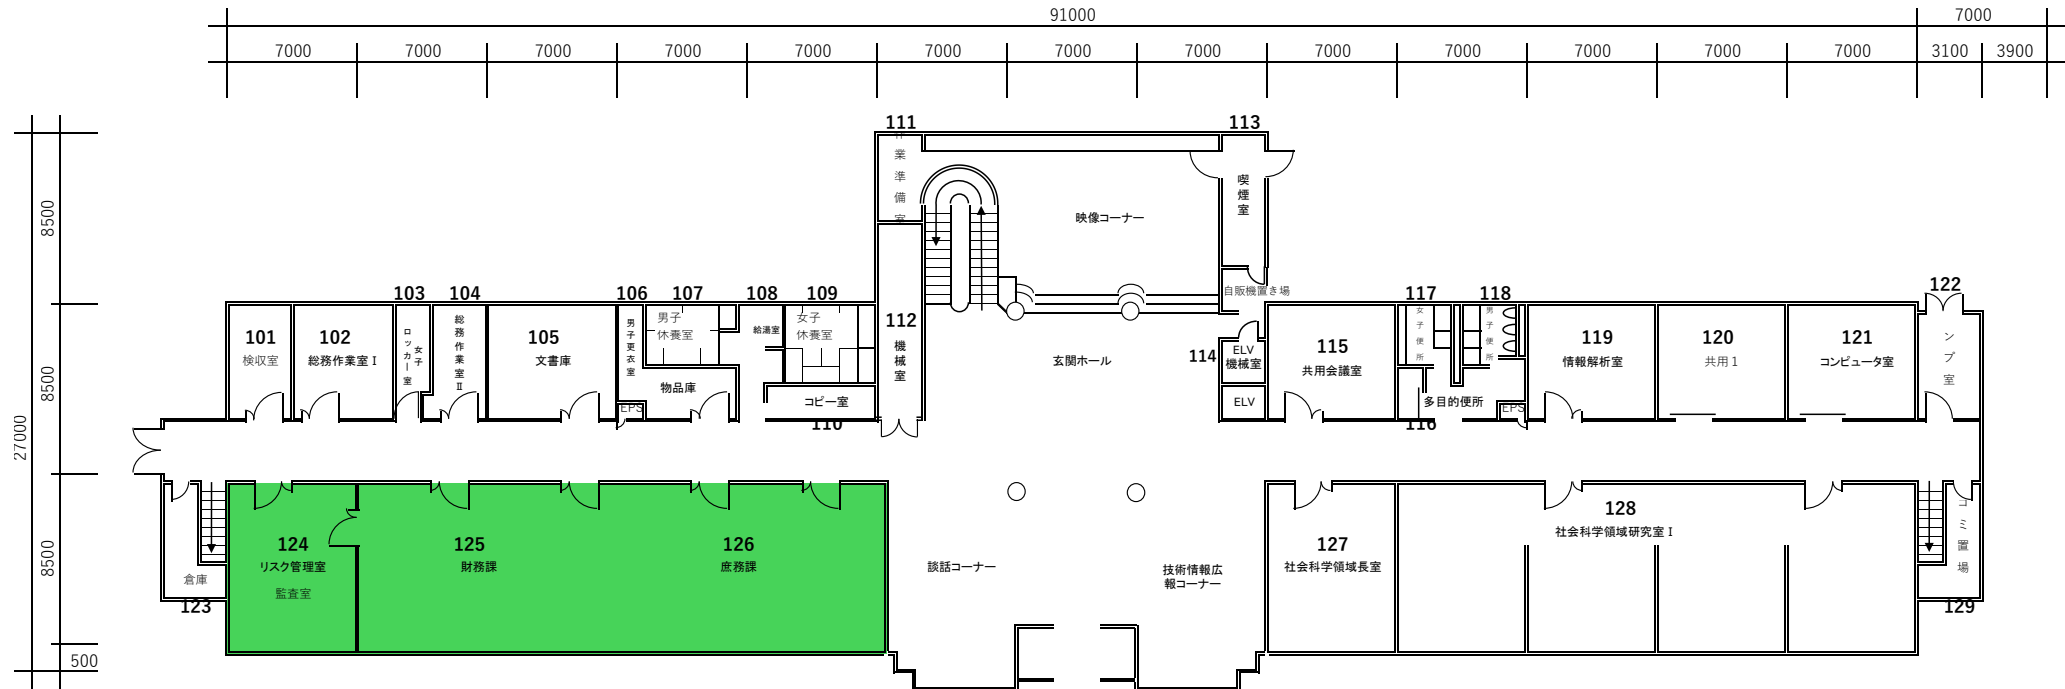 91000
7000
7000
7000
7000
7000
7000
7000
7000
7000
7000
7000
7000
7000
7000
3100
3900
27000
8500
8500
8500
500
111
業準備室
113
喫煙室
映像コーナー
自販機置き場
101
検収室
102
総務作業室Ⅰ
103
女子
ロッカー室
104
総務作業室Ⅱ
105
文書庫
106
男子更衣室
107
男子
休養室
物品庫
EPS
108
給湯室
109
女子
休養室
コピー室
110
112
機械室
玄関ホール
114
ELV
機械室
ELV
115
共用会議室
117
女子便所
118
男子便所
多目的便所
116
EPS
119
情報解析室
120
共用1
121
コンピュータ室
122
ンプ室
倉庫
123
124
リスク管理室
監査室
125
財務課
126
庶務課
談話コーナー
技術情報広
報コーナー
127
社会科学領域長室
128
社会科学領域研究室Ⅰ
ミ置場
129